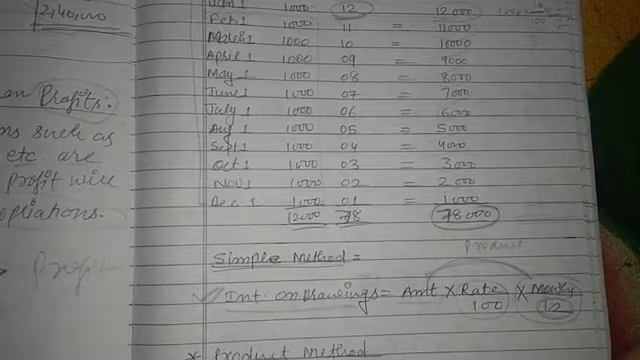 2,40,000
Jan 1 1000 12 12000
Feb 1 1000 11 = 11000
March 1 1000 10 = 10000
April 1 1000 09 = 9000
May 1 1000 08 = 8000
June 1 1000 07 = 7000
July 1 1000 06 = 6000
Aug 1 1000 05 = 5000
Sept 1 1000 04 = 4000
Oct 1 1000 03 = 3000
Nov 1 1000 02 = 2000
Dec 1 1000 01 = 1000
12000 78 78000
Profits:
such as
etc. are
profit will
Profit
Product
Simple Method =
Int. on Drawings = Amt × Rate/100 × Months/12
* Product Method